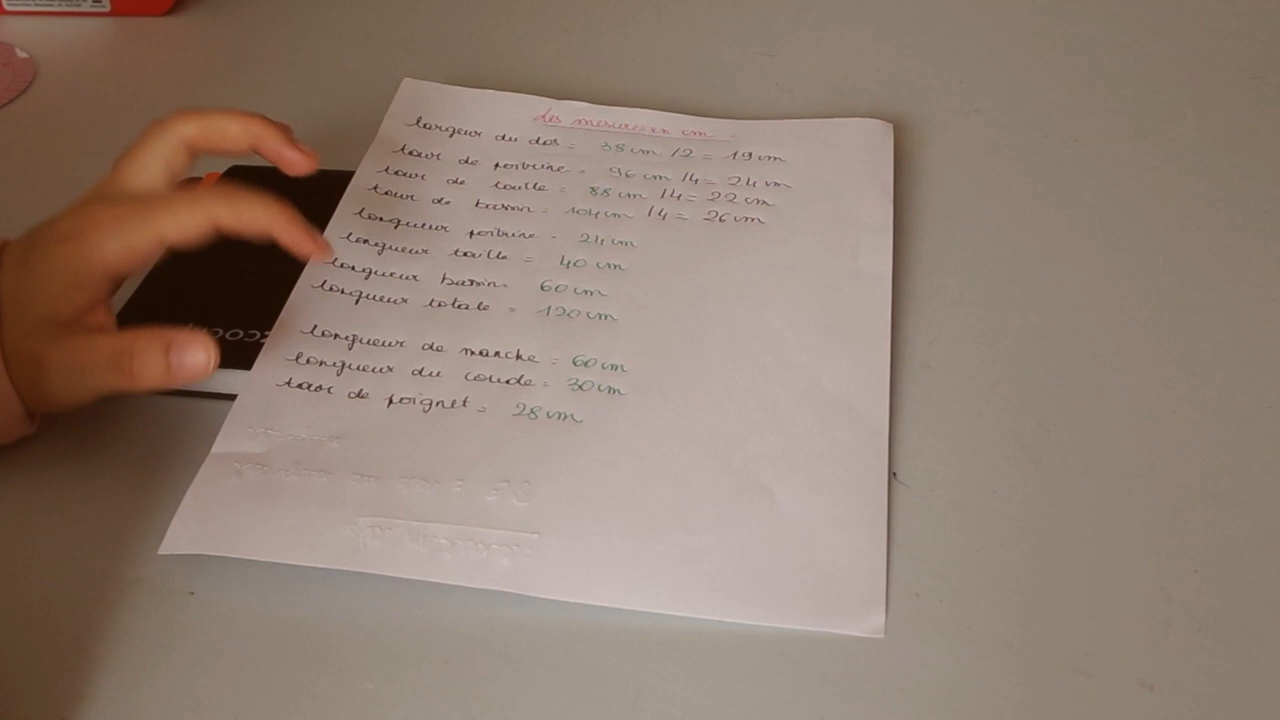 les mesures en cm
largeur du dos = 38 cm /2 = 19 cm
tour de poitrine = 96 cm /4 = 24 cm
tour de taille = 88 cm /4 = 22 cm
tour de bassin = 104 cm /4 = 26 cm
longueur poitrine = 24 cm
longueur taille = 40 cm
longueur bassin = 60 cm
longueur totale = 120 cm
longueur de manche = 60 cm
longueur du coude = 30 cm
tour de poignet = 28 cm